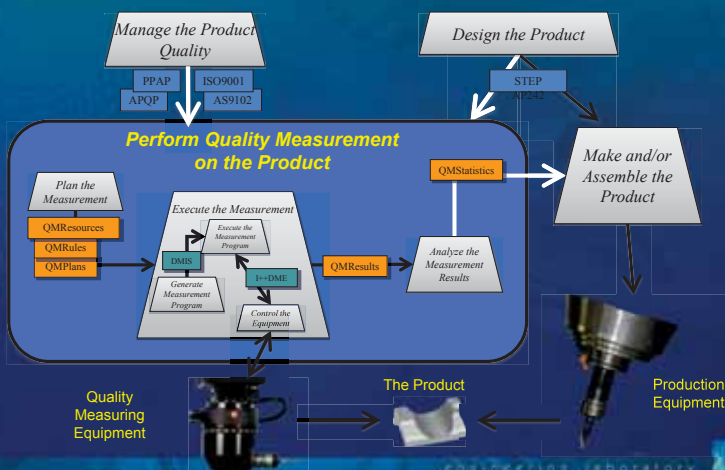 Manage the Product
Quality
Design the Product
PPAP
ISO9001
APQP
AS9102
STEP
AP242
Perform Quality Measurement
on the Product
Make and/or
Assemble the
Product
Plan the
Measurement
QMResources
QMRules
QMPlans
Execute the Measurement
Execute the
Measurement
Program
DMIS
I++DME
Generate
Measurement
Program
Control the
Equipment
QMResults
QMStatistics
Analyze the
Measurement
Results
Quality
Measuring
Equipment
The Product
Production
Equipment
engineering laboratory